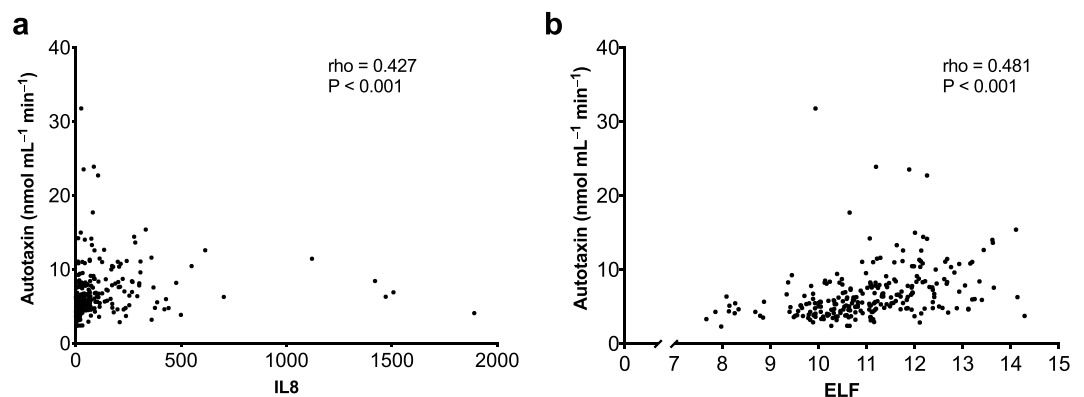 a
rho = 0.427
P < 0.001
Autotaxin (nmol mL⁻¹ min⁻¹)
40
30
20
10
0
0 500 1000 1500 2000
IL8
b
rho = 0.481
P < 0.001
Autotaxin (nmol mL⁻¹ min⁻¹)
40
30
20
10
0
0 7 8 9 10 11 12 13 14 15
ELF